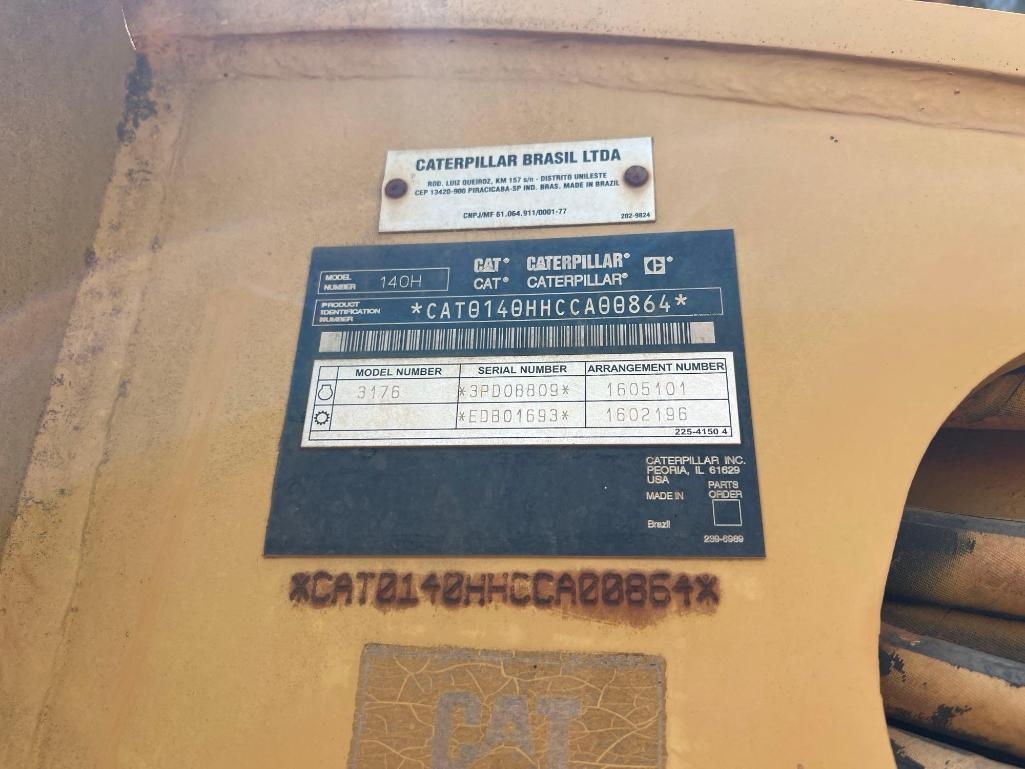 CATERPILLAR BRASIL LTDA
ROD. LUIZ QUEIROZ, KM 157 s/n - DISTRITO UNILESTE
CEP 13420-900 PIRACICABA-SP IND. BRAS. MADE IN BRAZIL
CNPJ/MF 61.064.911/0001-77
202-9824
CAT® CATERPILLAR® ®
MODEL NUMBER 140H CAT® CATERPILLAR®
PRODUCT IDENTIFICATION NUMBER *CAT0140HHCCA00864*
MODEL NUMBER SERIAL NUMBER ARRANGEMENT NUMBER
3176 *3PD08809* 1605101
*EDB01693* 1602196
225-4150 4
CATERPILLAR INC.
PEORIA, IL 61629
USA
MADE IN PARTS ORDER
Brazil
239-6989
*CAT0140HHCCA00864*
CAT